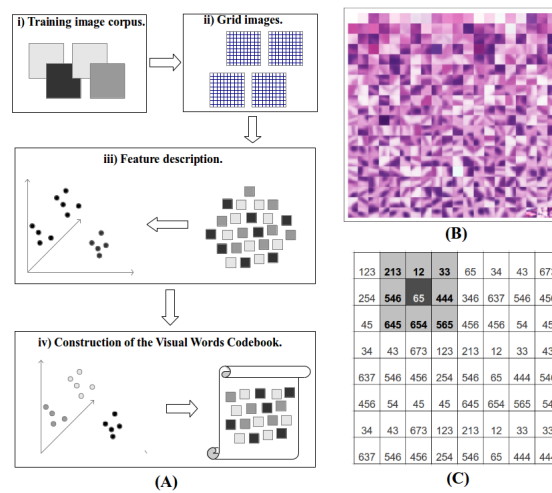 i) Training image corpus.
ii) Grid images.
iii) Feature description.
iv) Construction of the Visual Words Codebook.
(A)
(B)
123 213 12 33 65 34 43 673
254 546 65 444 346 637 546
45 645 654 565 456 456 54
34 43 673 123 213 12 33
637 546 456 254 546 65 444
456 54 45 45 645 654 565
34 43 673 123 213 12 33
637 546 456 254 546 65 444
(C)